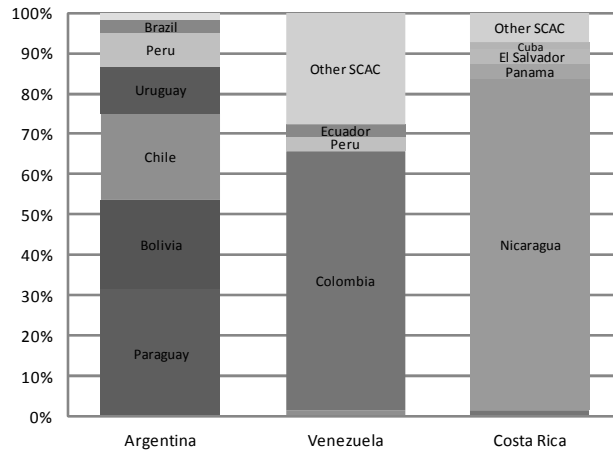 100%
90%
80%
70%
60%
50%
40%
30%
20%
10%
0%
Brazil
Peru
Uruguay
Chile
Bolivia
Paraguay
Other SCAC
Ecuador
Peru
Colombia
Other SCAC
Cuba
El Salvador
Panama
Nicaragua
Argentina
Venezuela
Costa Rica